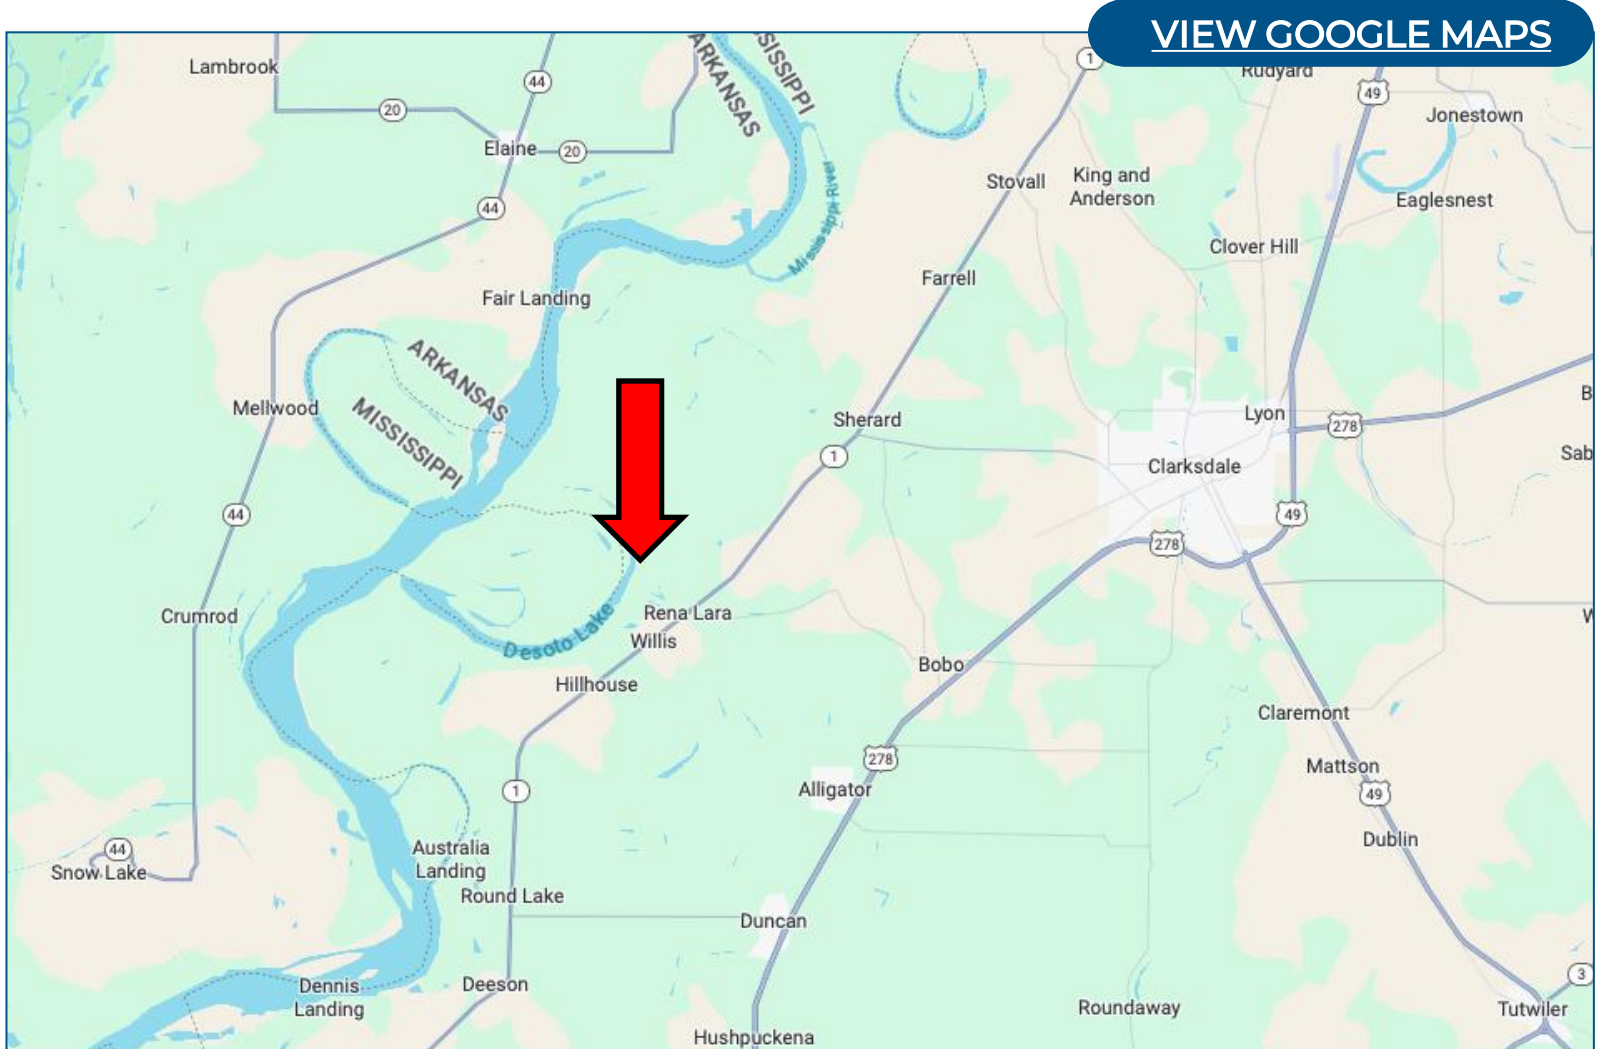 VIEW GOOGLE MAPS
Lambrook
44
ARKANSAS
SISSIPPI
1
Rudyard
49
Jonestown
20
Elaine
20
Mississippi River
Stovall
King and
Anderson
Eaglesnest
44
Clover Hill
Farrell
Fair Landing
ARKANSAS
MISSISSIPPI
Mellwood
Sherard
1
Lyon
278
B
Sab
Clarksdale
44
49
278
Crumrod
Desoto Lake
Rena Lara
Willis
W
Hillhouse
Bobo
Claremont
278
Mattson
1
Alligator
49
Dublin
44
Snow Lake
Australia
Landing
Round Lake
Duncan
Dennis
Landing
Deeson
3
Roundaway
Tutwiler
Hushpuckena